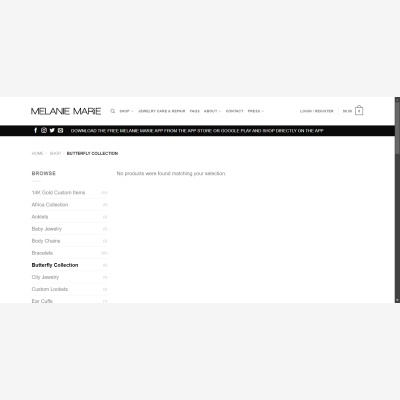 MELANIE MARIE
SHOP
JEWELRY CARE & REPAIR
FAQS
ABOUT
CONTACT
PRESS
LOGIN / REGISTER
$0.00
0
DOWNLOAD THE FREE MELANIE MARIE APP FROM THE APP STORE OR GOOGLE PLAY AND SHOP DIRECTLY ON THE APP
HOME / SHOP / BUTTERFLY COLLECTION
BROWSE
No products were found matching your selection.
14K Gold Custom Items
Africa Collection
Anklets
Baby Jewelry
Body Chains
Bracelets
Butterfly Collection
City Jewelry
Custom Lockets
Ear Cuffs